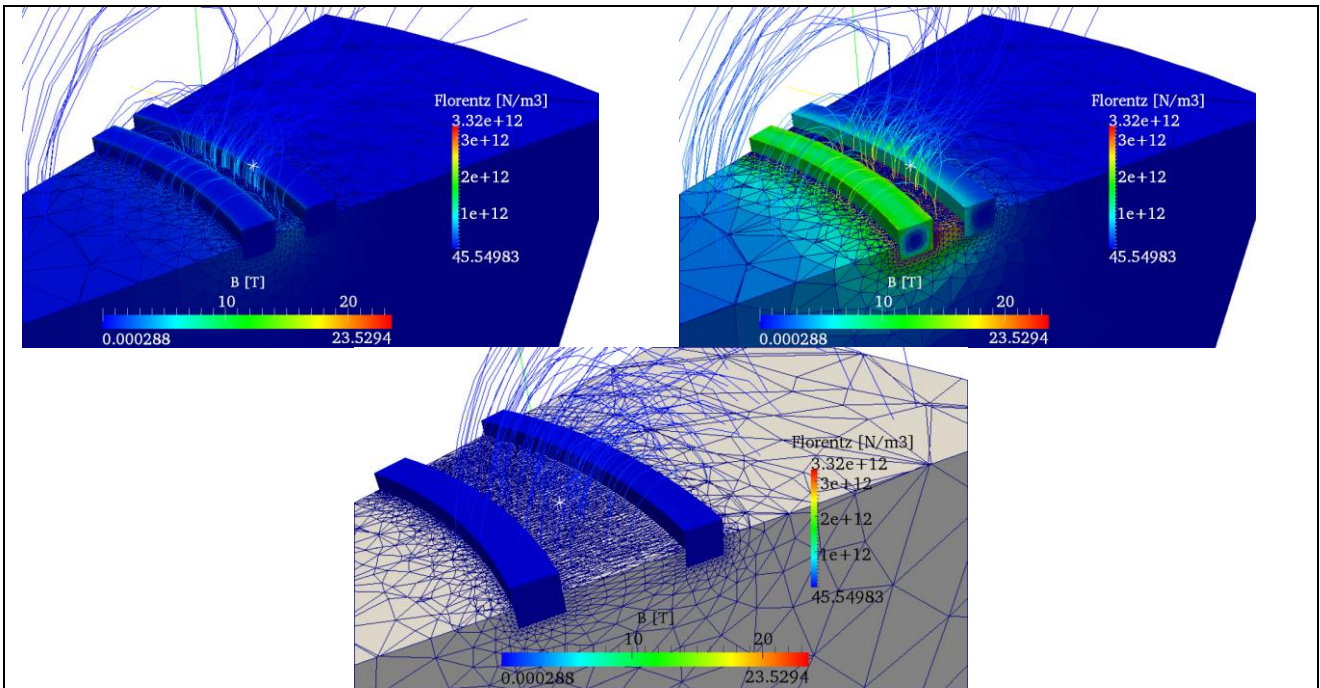 Florentz [N/m3]
3.32e+12
3e+12
2e+12
1e+12
45.54983
B [T]
10 20
0.000288 23.5294
Florentz [N/m3]
3.32e+12
3e+12
2e+12
1e+12
45.54983
B [T]
10 20
0.000288 23.5294
Florentz [N/m3]
3.32e+12
3e+12
2e+12
1e+12
45.54983
B [T]
10 20
0.000288 23.5294